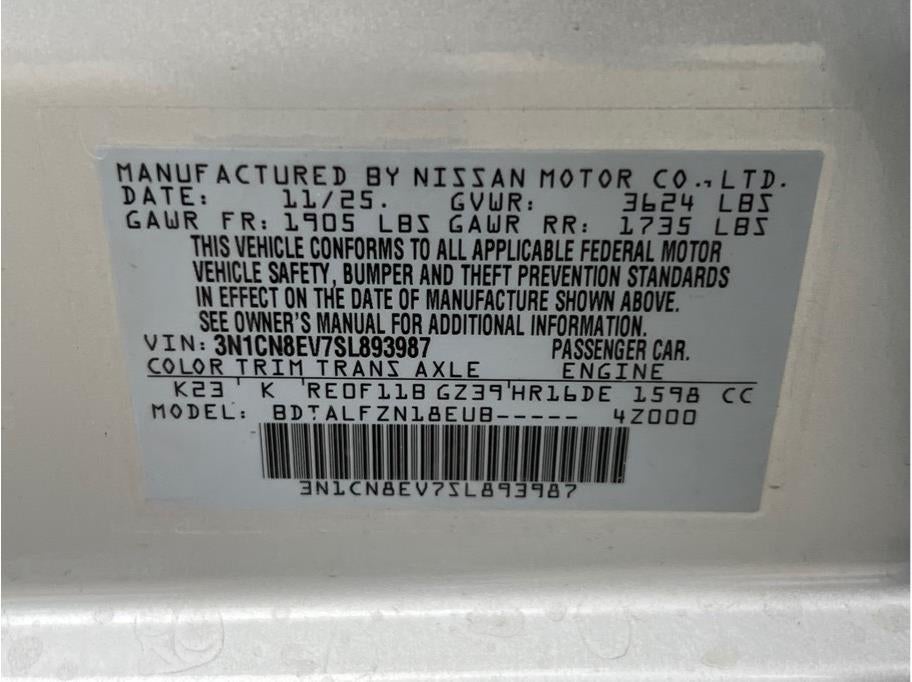 MANUFACTURED BY NISSAN MOTOR CO., LTD.
DATE: 11/25. GVWR: 3624 LBS
GAWR FR: 1905 LBS GAWR RR: 1735 LBS
THIS VEHICLE CONFORMS TO ALL APPLICABLE FEDERAL MOTOR
VEHICLE SAFETY, BUMPER AND THEFT PREVENTION STANDARDS
IN EFFECT ON THE DATE OF MANUFACTURE SHOWN ABOVE.
SEE OWNER'S MANUAL FOR ADDITIONAL INFORMATION.
VIN: 3N1CN8EV7SL893987 PASSENGER CAR.
COLOR TRIM TRANS AXLE ENGINE
K23 K RE0F11B GZ39 HR16DE 1598 CC
MODEL: BDTALFZN18EUB----- 4Z000
3N1CN8EV7SL893987